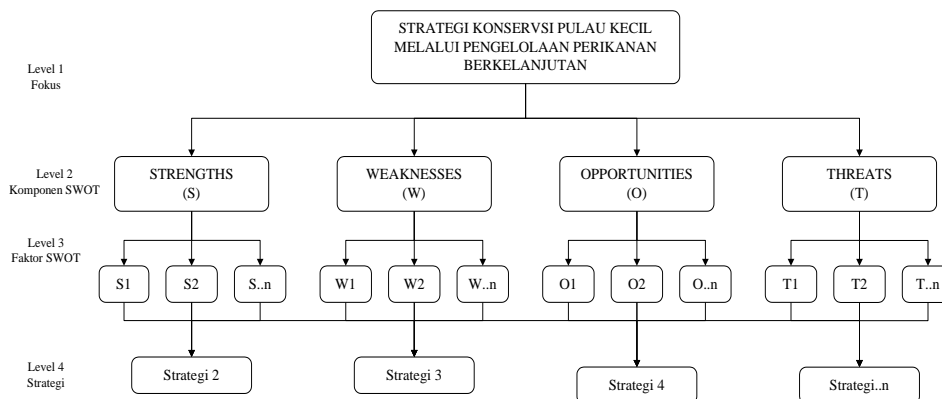 STRATEGI KONSERVSI PULAU KECIL
MELALUI PENGELOLAAN PERIKANAN
BERKELANJUTAN
Level 1
Fokus
Level 2
Komponen SWOT
STRENGTHS
(S)
WEAKNESSES
(W)
OPPORTUNITIES
(O)
THREATS
(T)
Level 3
Faktor SWOT
S1
S2
S..n
W1
W2
W..n
O1
O2
O..n
T1
T2
T..n
Level 4
Strategi
Strategi 2
Strategi 3
Strategi 4
Strategi..n